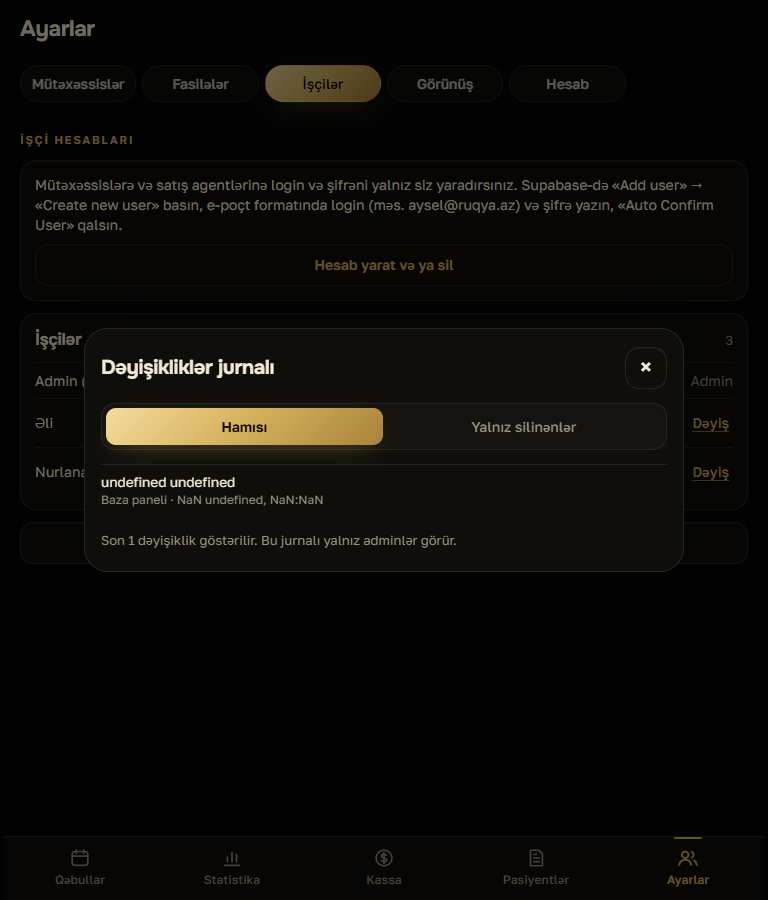 Ayarlar
Mütəxəssislər
Fasilələr
İşçilər
Görünüş
Hesab
İŞÇİ HESABLARI
Mütəxəssislərə və satış agentlərinə login və şifrəni yalnız siz yaradırsınız. Supabase-də «Add user» →
«Create new user» basın, e-poçt formatında login (məs. aysel@ruqya.az) və şifrə yazın, «Auto Confirm
User» qalsın.
Hesab yarat və ya sil
İşçilər
3
Dəyişikliklər jurnalı
×
Admin
Admin
Hamısı
Yalnız silinənlər
Əli
Dəyiş
Nurlana
Dəyiş
undefined undefined
Baza paneli · NaN undefined, NaN:NaN
Son 1 dəyişiklik göstərilir. Bu jurnalı yalnız adminlər görür.
Qəbullar
Statistika
Kassa
Pasiyentlər
Ayarlar